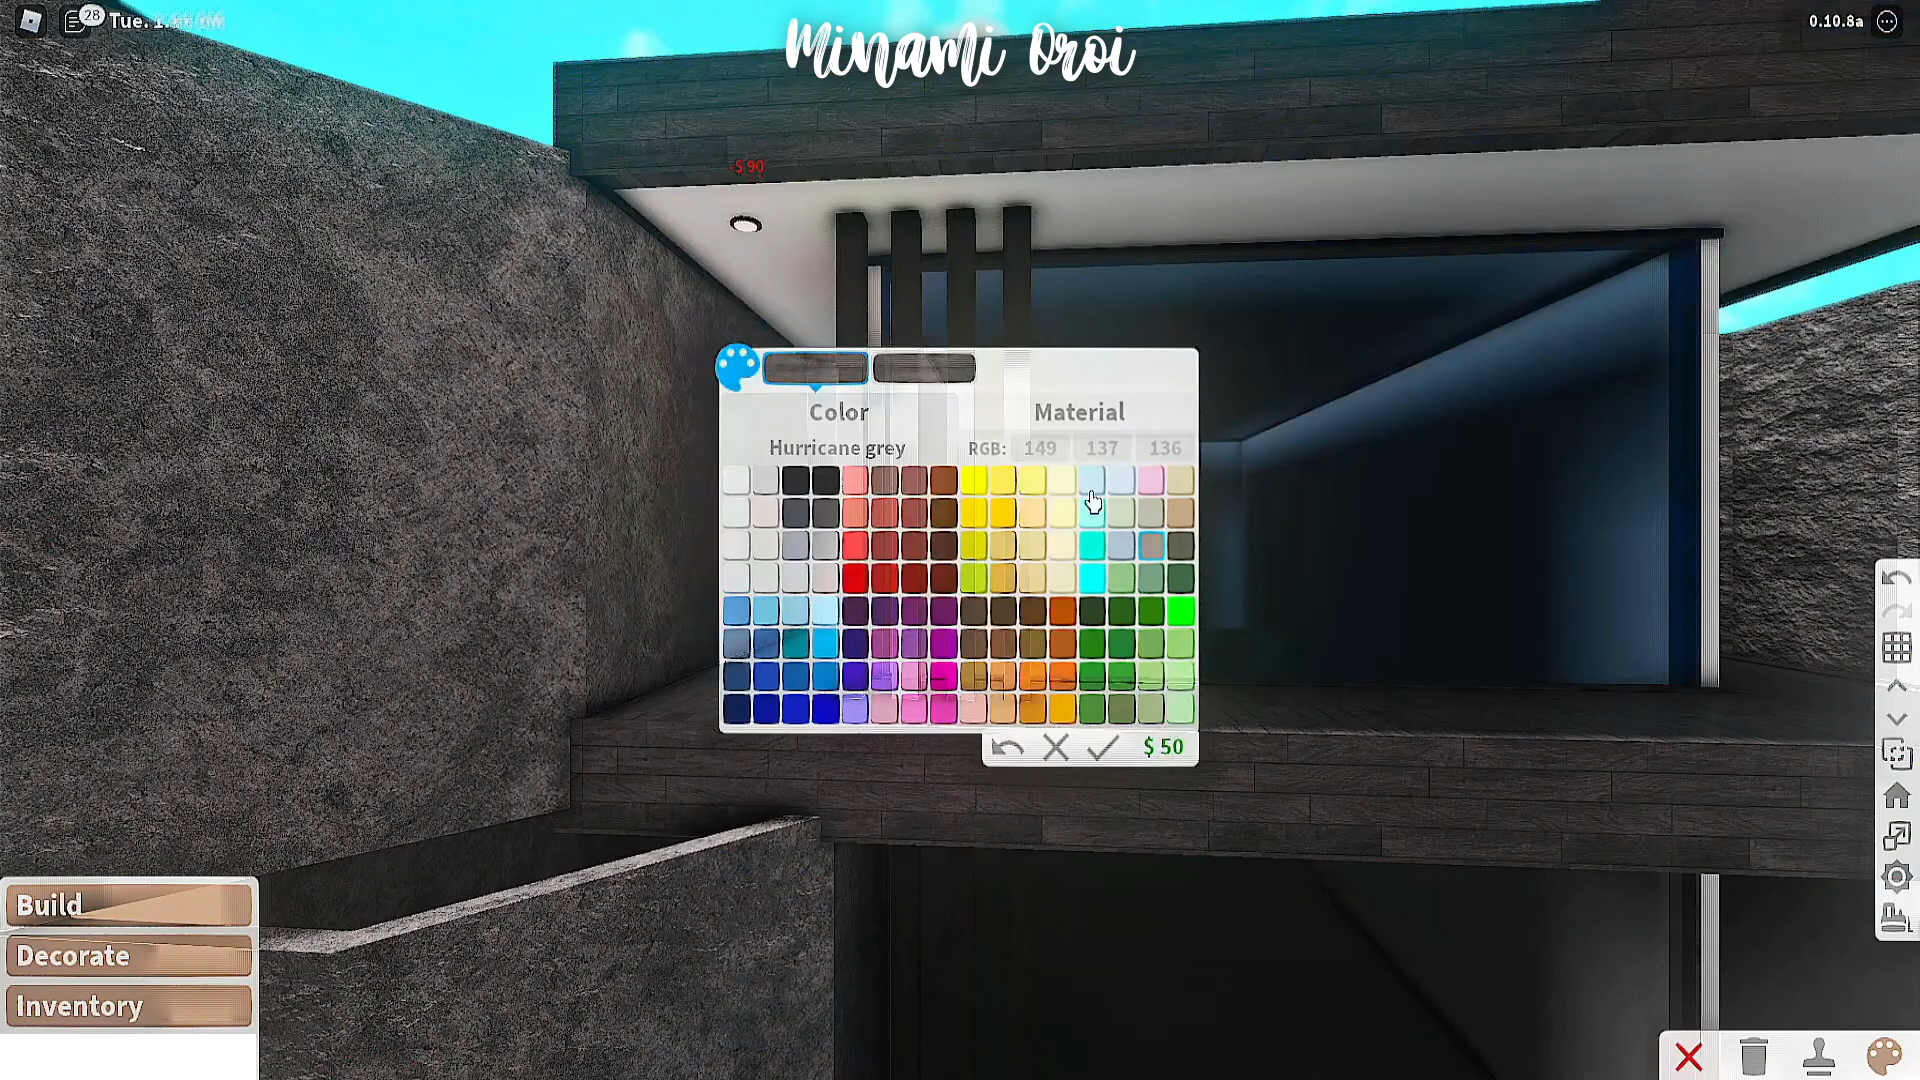 28
Tue.
Minami Oroi
0.10.8a
-$ 90
Color
Material
Hurricane grey
RGB: 149 137 136
$ 50
Build
Decorate
Inventory